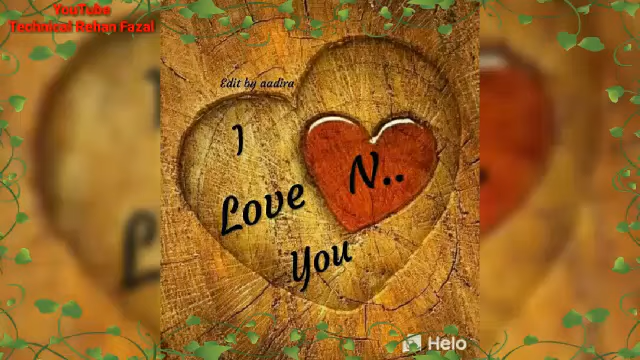 YouTube
Technical Rehan Fazal
Edit by aadira
I
Love
N..
You
Helo